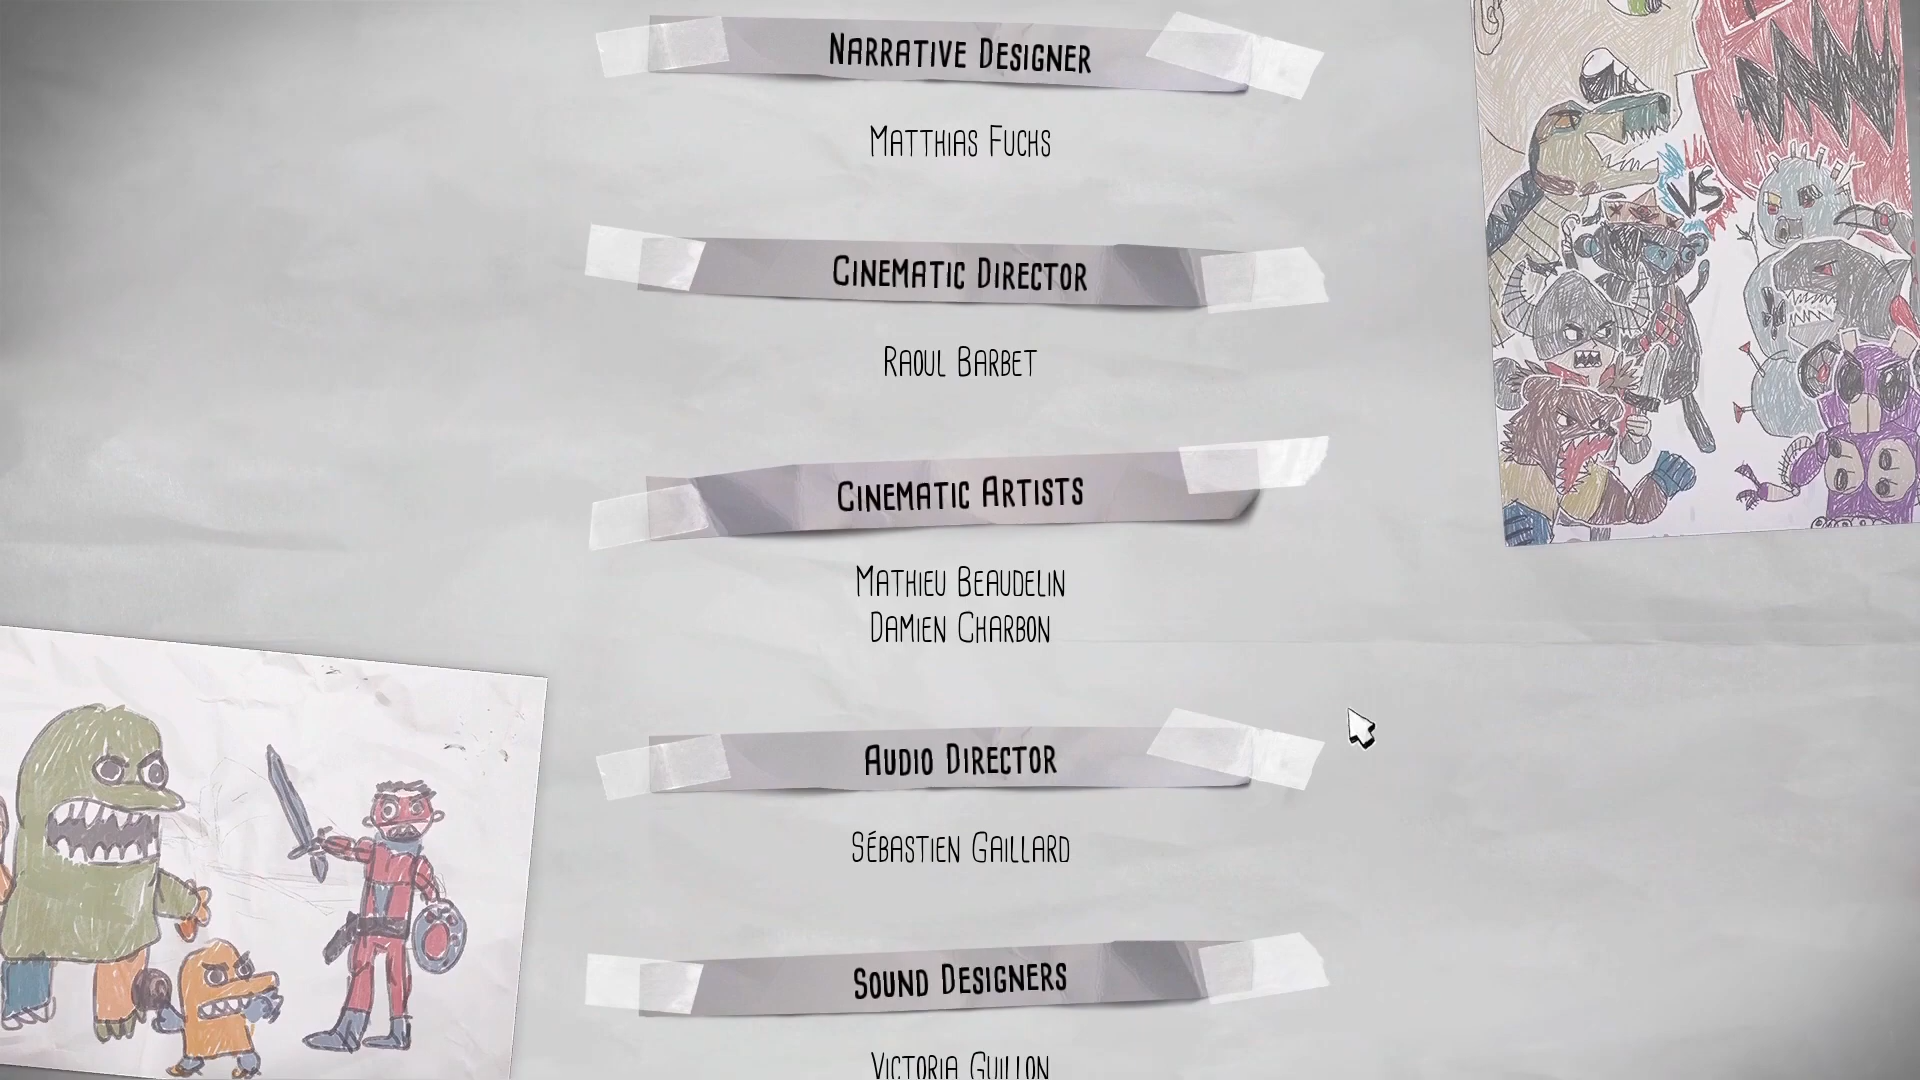 Narrative Designer
Matthias Fuchs
VS
Cinematic Director
Raoul Barbet
Cinematic Artists
Mathieu Beaudelin
Damien Charbon
Audio Director
Sébastien Gaillard
Sound Designers
Victoria Guillon